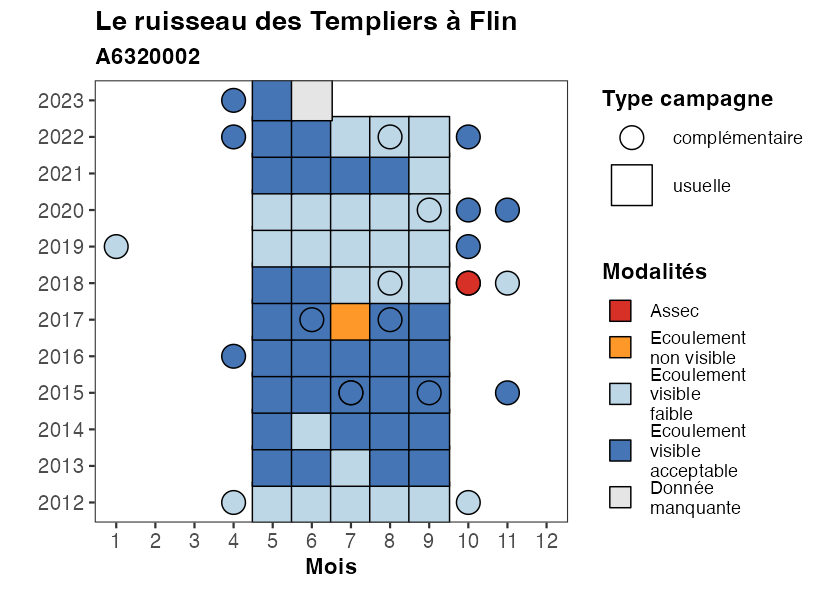 Le ruisseau des Templiers à Flin
A6320002
2023
2022
2021
2020
2019
2018
2017
2016
2015
2014
2013
2012
1 2 3 4 5 6 7 8 9 10 11 12
Mois
Type campagne
complémentaire
usuelle
Modalités
Assec
Ecoulement
non visible
Ecoulement
visible
faible
Ecoulement
visible
acceptable
Donnée
manquante